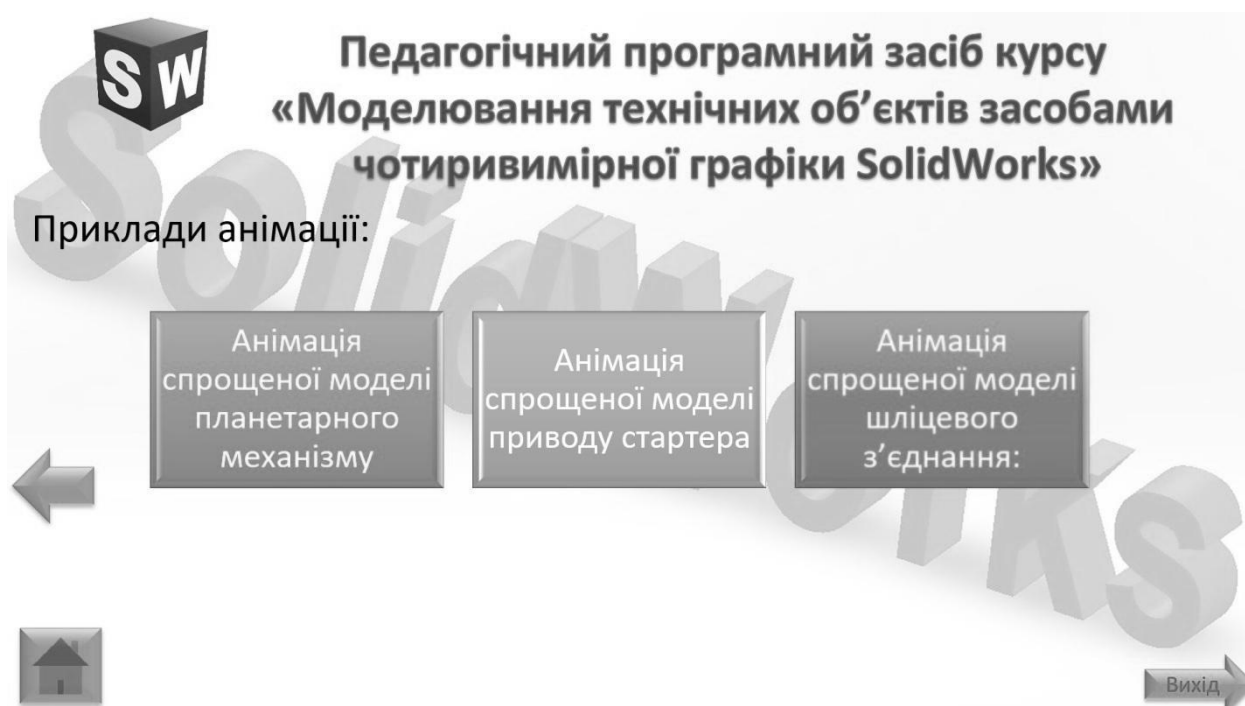 SW
Педагогічний програмний засіб курсу
«Моделювання технічних об’єктів засобами
чотиривимірної графіки SolidWorks»
SolidWorks
Приклади анімації:
Анімація
спрощеної моделі
планетарного
механізму
Анімація
спрощеної моделі
приводу стартера
Анімація
спрощеної моделі
шліцевого
з’єднання:
Вихід